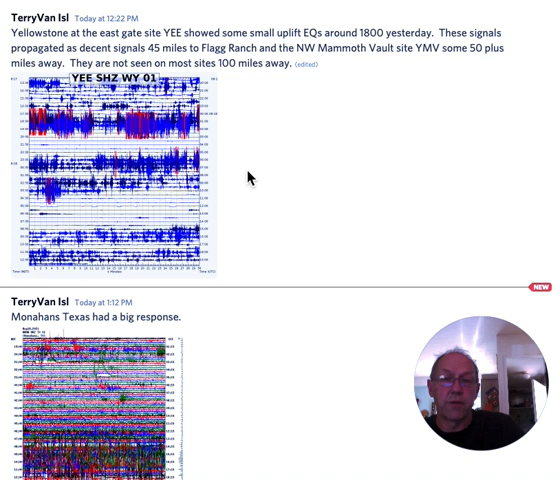 TerryVan Isl Today at 12:22 PM
Yellowstone at the east gate site YEE showed some small uplift EQs around 1800 yesterday. These signals
propagated as decent signals 45 miles to Flagg Ranch and the NW Mammoth Vault site YMV some 50 plus
miles away. They are not seen on most sites 100 miles away. (edited)
YEE SHZ WY 01
NEW
TerryVan Isl Today at 1:12 PM
Monahans Texas had a big response.